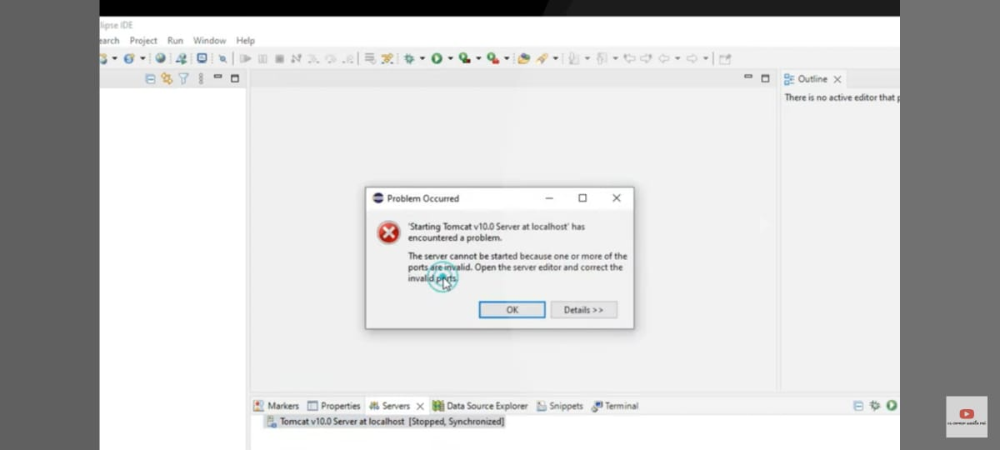 lipse IDE
earch Project Run Window Help
Outline
There is no active editor that p
Problem Occurred
'Starting Tomcat v10.0 Server at localhost' has
encountered a problem.
The server cannot be started because one or more of the
ports are invalid. Open the server editor and correct the
invalid ports.
OK Details >>
Markers Properties Servers Data Source Explorer Snippets Terminal
Tomcat v10.0 Server at localhost [Stopped, Synchronized]